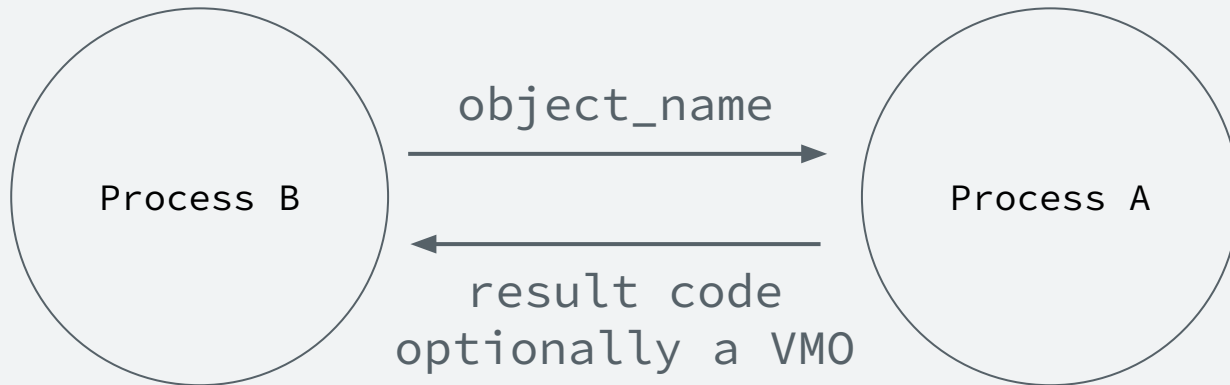 object_name
Process B
Process A
result code
optionally a VMO